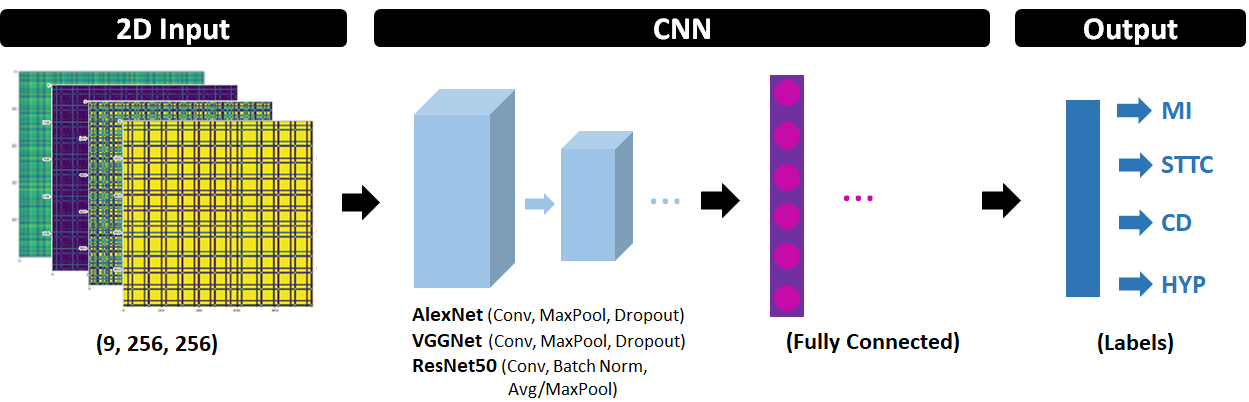 2D Input
CNN
Output
MI
STTC
CD
HYP
AlexNet (Conv, MaxPool, Dropout)
VGGNet (Conv, MaxPool, Dropout)
ResNet50 (Conv, Batch Norm,
Avg/MaxPool)
(9, 256, 256)
(Fully Connected)
(Labels)